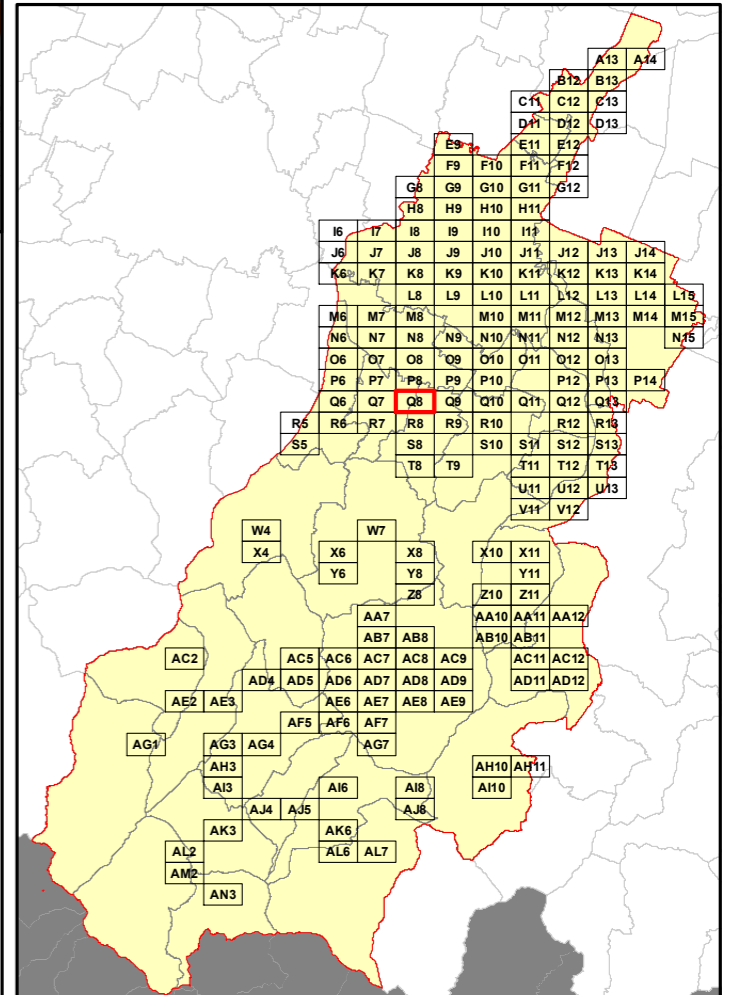 A13 A14
B12 B13
C11 C12 C13
D11 D12 D13
E9 E11 E12
F9 F10 F11 F12
G8 G9 G10 G11 G12
H8 H9 H10 H11
I6 I7 I8 I9 I10 I11
J6 J7 J8 J9 J10 J11 J12 J13 J14
K6 K7 K8 K9 K10 K11 K12 K13 K14
L8 L9 L10 L11 L12 L13 L14 L15
M6 M7 M8 M10 M11 M12 M13 M14 M15
N6 N7 N8 N9 N10 N11 N12 N13 N15
O6 O7 O8 O9 O10 O11 O12 O13
P6 P7 P8 P9 P10 P12 P13 P14
Q6 Q7 Q8 Q9 Q10 Q11 Q12 Q13
R5 R6 R7 R8 R9 R10 R12 R13
S5 S8 S10 S11 S12 S13
T8 T9 T11 T12 T13
U11 U12 U13
V11 V12
W4 W7
X4 X6 X8 X10 X11
Y6 Y8 Y11
Z8 Z10 Z11
AA7 AA10 AA11 AA12
AB7 AB8 AB10 AB11
AC2 AC5 AC6 AC7 AC8 AC9 AC11 AC12
AD4 AD5 AD6 AD7 AD8 AD9 AD11 AD12
AE2 AE3 AE6 AE7 AE8 AE9
AF5 AF6 AF7
AG1 AG3 AG4 AG7
AH3 AH10 AH11
AI3 AI6 AI8 AI10
AJ4 AJ5 AJ8
AK3 AK6
AL2 AL6 AL7
AM2
AN3